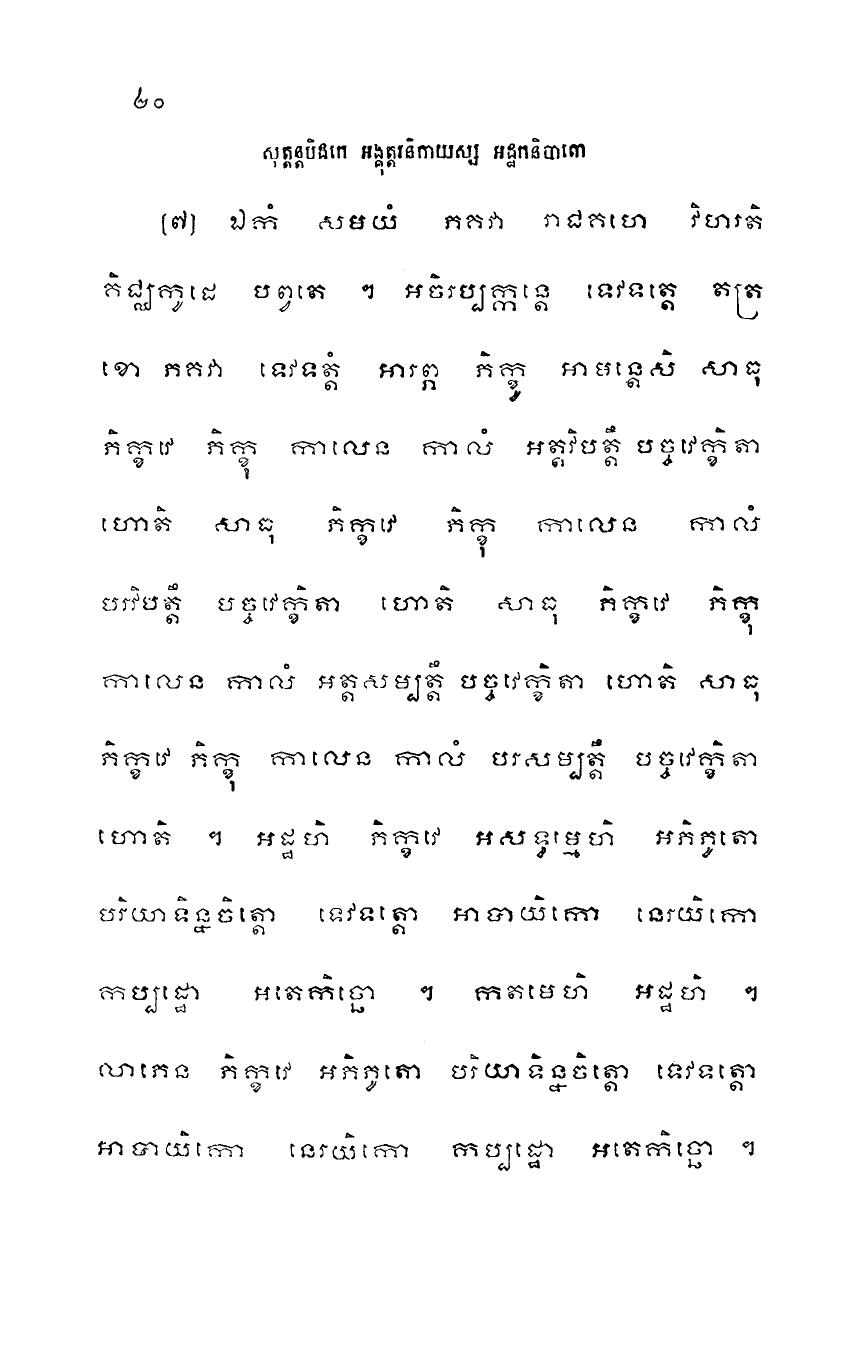 ២០
សុត្តន្តបិដកេ អង្គុត្តរនិកាយស្ស អដ្ឋកនិបាតោ
(៧) ឯកំ សមយំ ភគវា រាជគហេ វិហរតិ
គិជ្ឈកូដេ បព្វតេ ។ អចិរប្បក្កន្តេ ទេវទត្តេ តត្រ
ខោ ភគវា ទេវទត្តំ អារព្ភ ភិក្ខូ អាមន្តេសិ សាធុ
ភិក្ខវេ ភិក្ខុ កាលេន កាលំ អត្តវិបត្តឹ បច្ចវេក្ខិតា
ហោតិ សាធុ ភិក្ខវេ ភិក្ខុ កាលេន កាលំ
បរវិបត្តឹ បច្ចវេក្ខិតា ហោតិ សាធុ ភិក្ខវេ ភិក្ខុ
កាលេន កាលំ អត្តសម្បត្តឹ បច្ចវេក្ខិតា ហោតិ សាធុ
ភិក្ខវេ ភិក្ខុ កាលេន កាលំ បរសម្បត្តឹ បច្ចវេក្ខិតា
ហោតិ ។ អដ្ឋហិ ភិក្ខវេ អសទ្ធម្មេហិ អភិភូតោ
បរិយាទិន្នចិត្តោ ទេវទត្តោ អាបាយិកោ នេរយិកោ
កប្បដ្ឋោ អតេកិច្ឆោ ។ កតមេហិ អដ្ឋហិ ។
លាភេន ភិក្ខវេ អភិភូតោ បរិយាទិន្នចិត្តោ ទេវទត្តោ
អាបាយិកោ នេរយិកោ កប្បដ្ឋោ អតេកិច្ឆោ ។